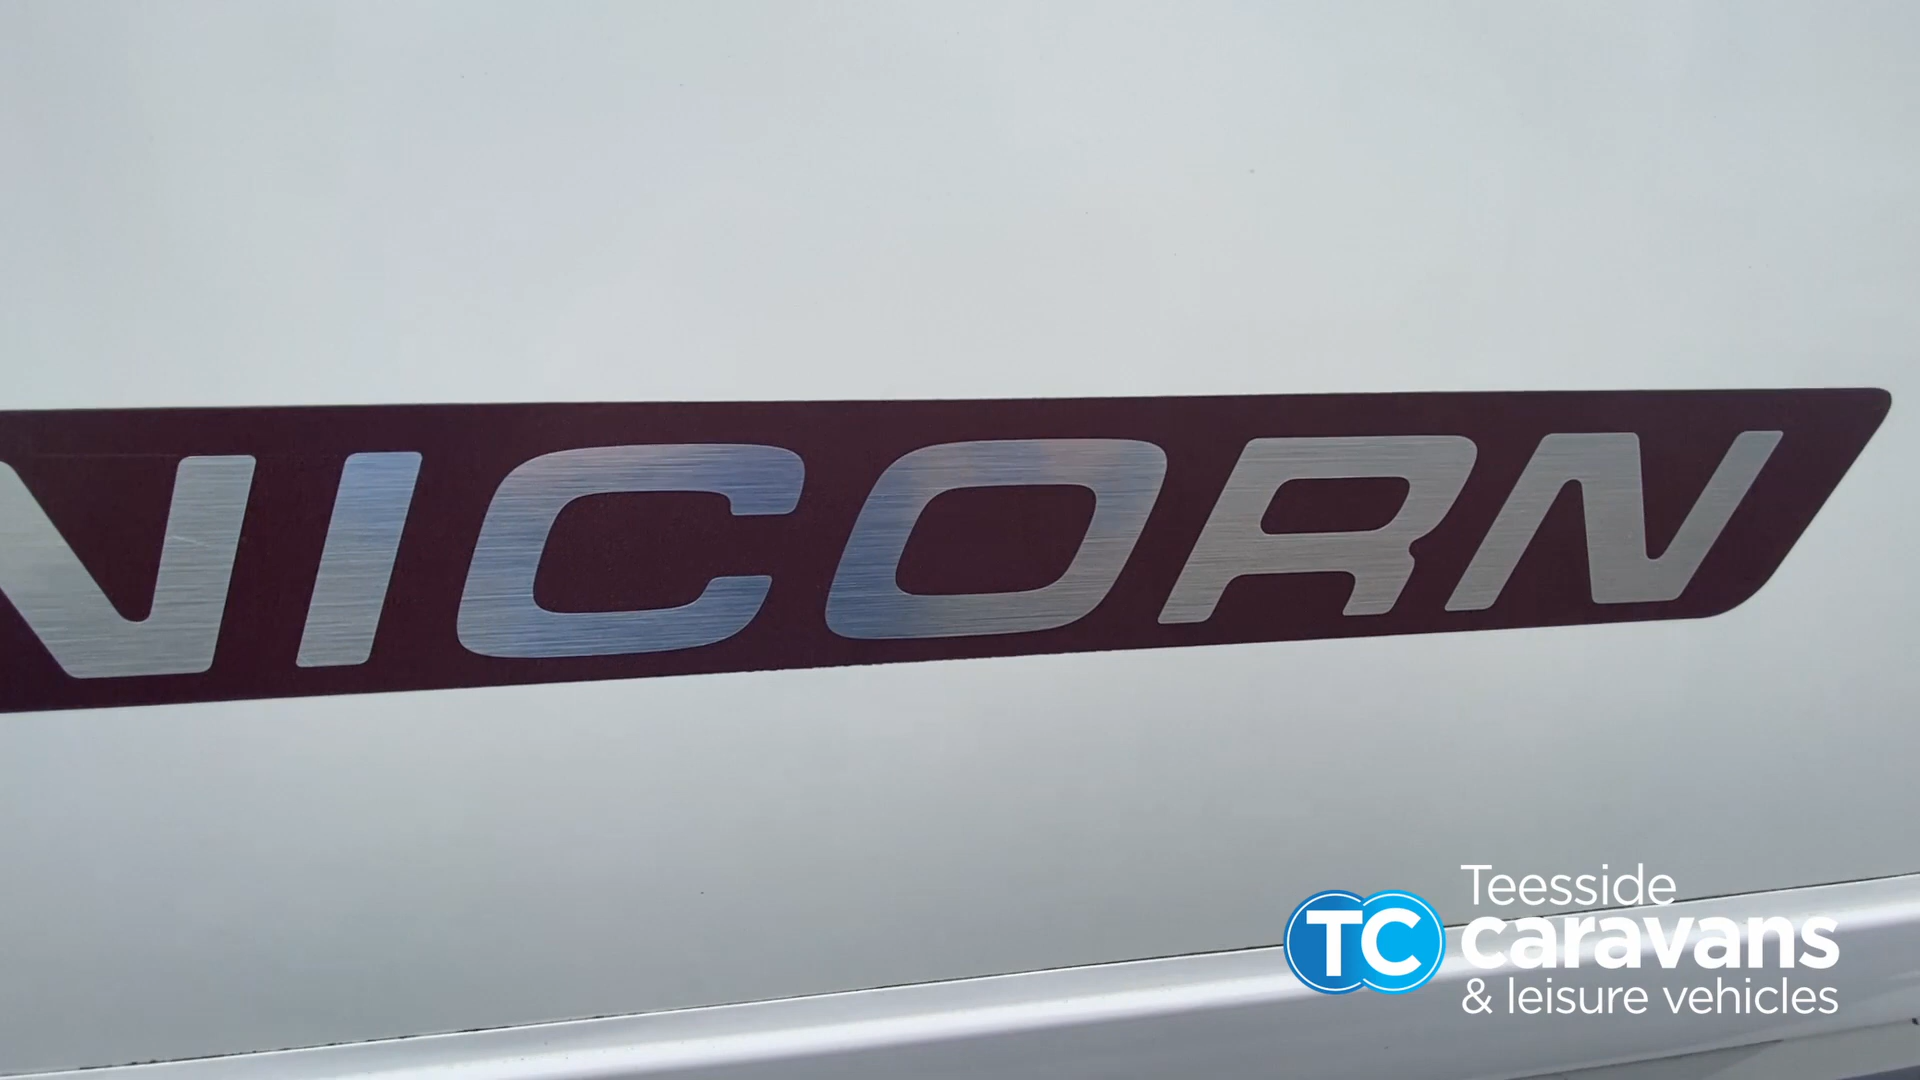 NICORN
TC
Teesside
caravans
& leisure vehicles